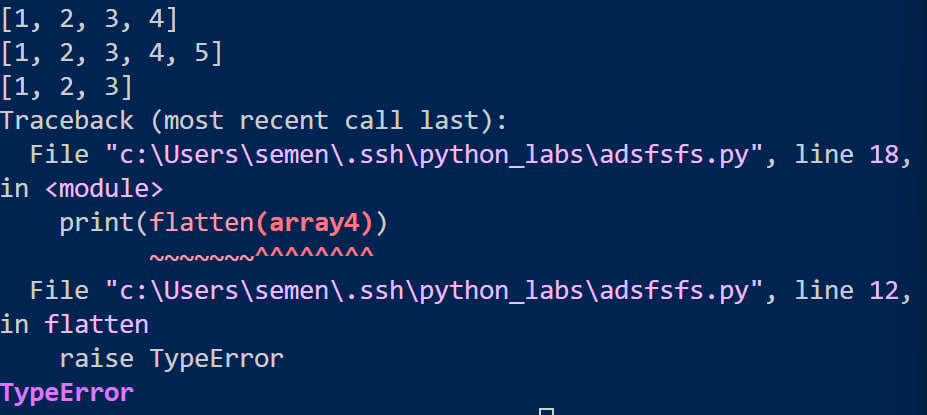 [1, 2, 3, 4]
[1, 2, 3, 4, 5]
[1, 2, 3]
Traceback (most recent call last):
  File "c:\Users\semen\.ssh\python_labs\adsfsfs.py", line 18,
in <module>
    print(flatten(array4))
          ~~~~~~~^^^^^^^^
  File "c:\Users\semen\.ssh\python_labs\adsfsfs.py", line 12,
in flatten
    raise TypeError
TypeError